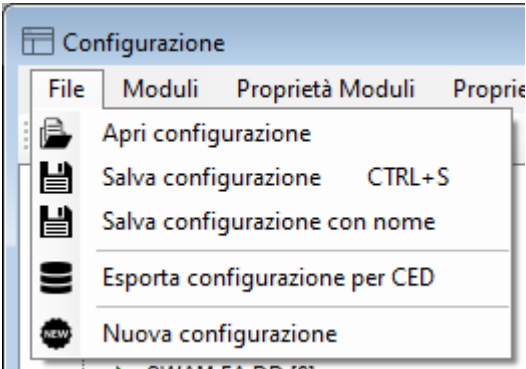 Configurazione
File Moduli Proprietà Moduli
Apri configurazione
Salva configurazione CTRL+S
Salva configurazione con nome
Esporta configurazione per CED
NEW Nuova configurazione